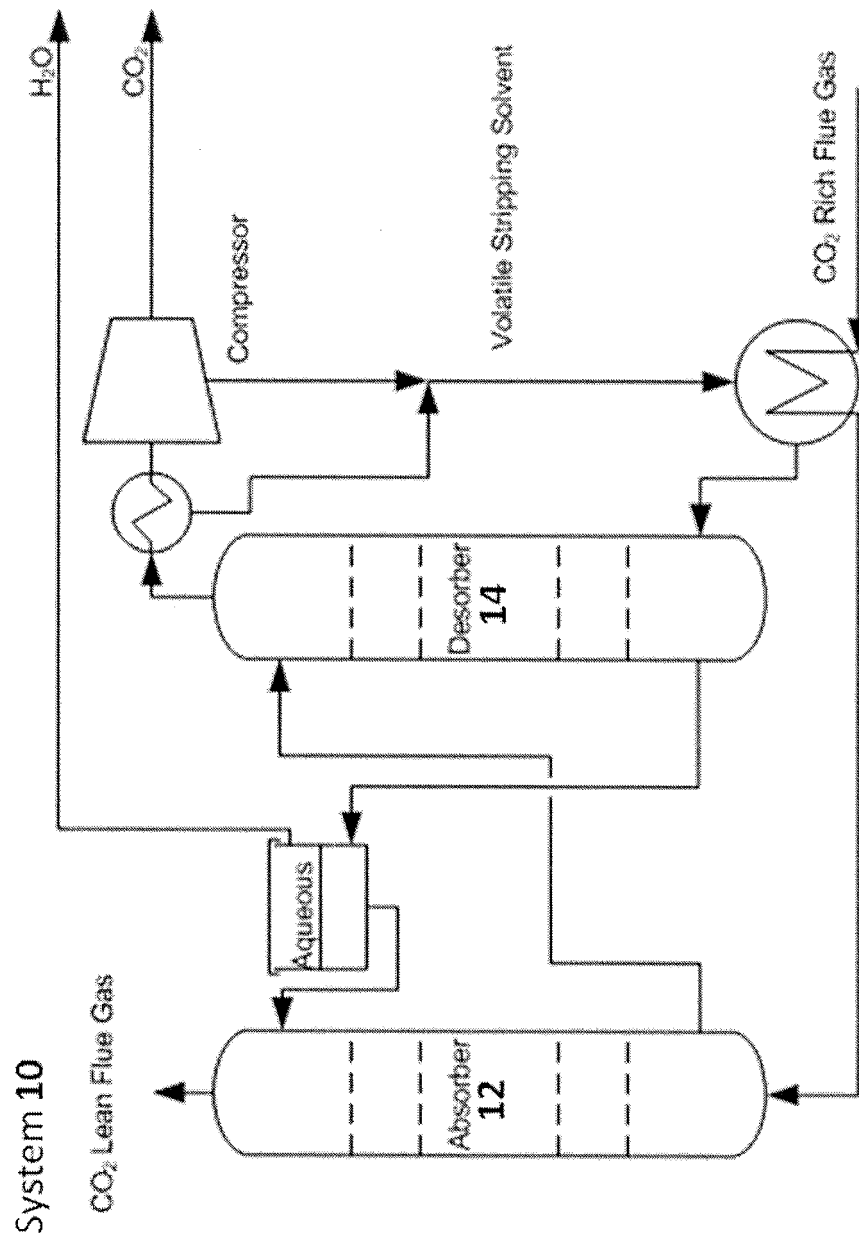 System 10
CO₂ Lean Flue Gas
H₂O
CO₂
Aqueous
Compressor
Volatile Stripping Solvent
Absorber
12
Desorber
14
CO₂ Rich Flue Gas